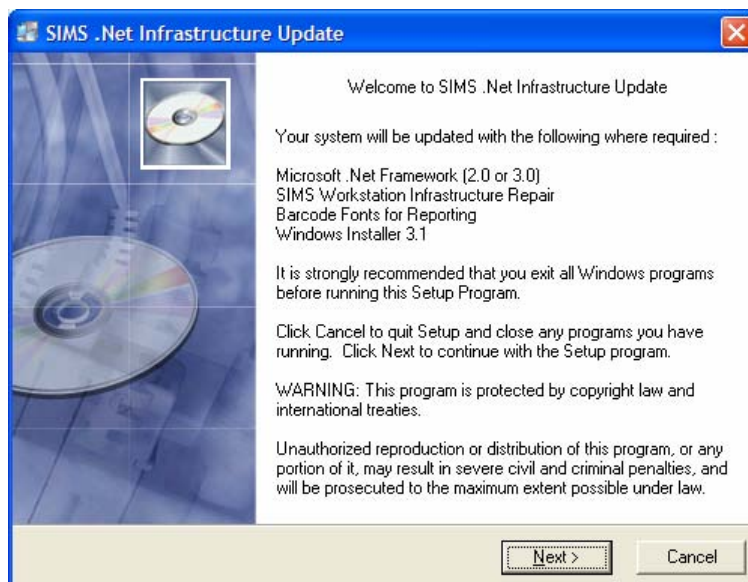 SIMS .Net Infrastructure Update
Welcome to SIMS .Net Infrastructure Update
Your system will be updated with the following where required :
Microsoft .Net Framework (2.0 or 3.0)
SIMS Workstation Infrastructure Repair
Barcode Fonts for Reporting
Windows Installer 3.1
It is strongly recommended that you exit all Windows programs
before running this Setup Program.
Click Cancel to quit Setup and close any programs you have
running. Click Next to continue with the Setup program.
WARNING: This program is protected by copyright law and
international treaties.
Unauthorized reproduction or distribution of this program, or any
portion of it, may result in severe civil and criminal penalties, and
will be prosecuted to the maximum extent possible under law.
Next >
Cancel